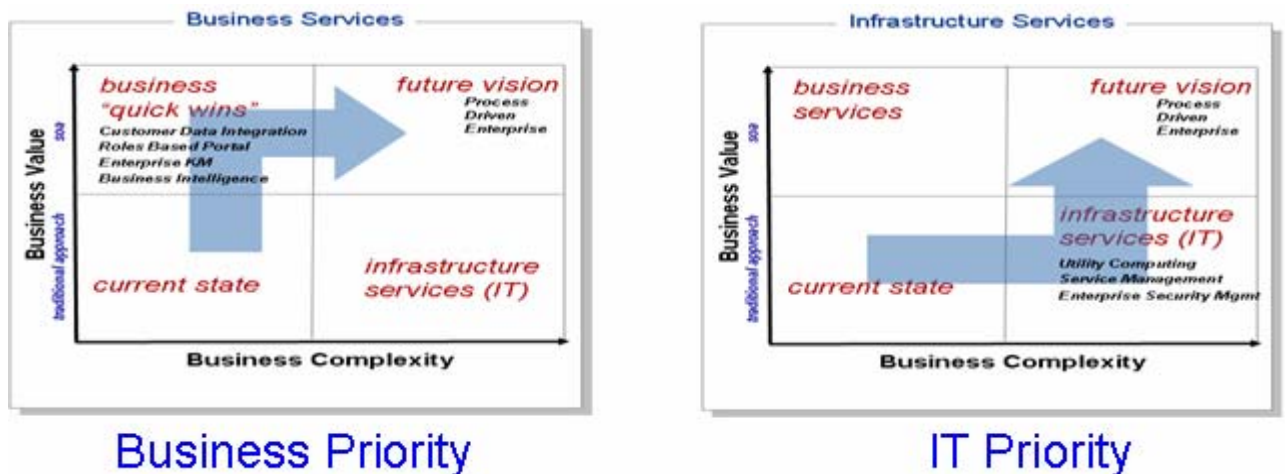 Business Services
business
"quick wins"
Customer Data Integration
Roles Based Portal
Enterprise KM
Business Intelligence
future vision
Process
Driven
Enterprise
current state
infrastructure
services (IT)
Business Value
soa
traditional approach
Business Complexity
Business Priority
Infrastructure Services
business
services
future vision
Process
Driven
Enterprise
current state
infrastructure
services (IT)
Utility Computing
Service Management
Enterprise Security Mgmt
Business Value
soa
traditional approach
Business Complexity
IT Priority